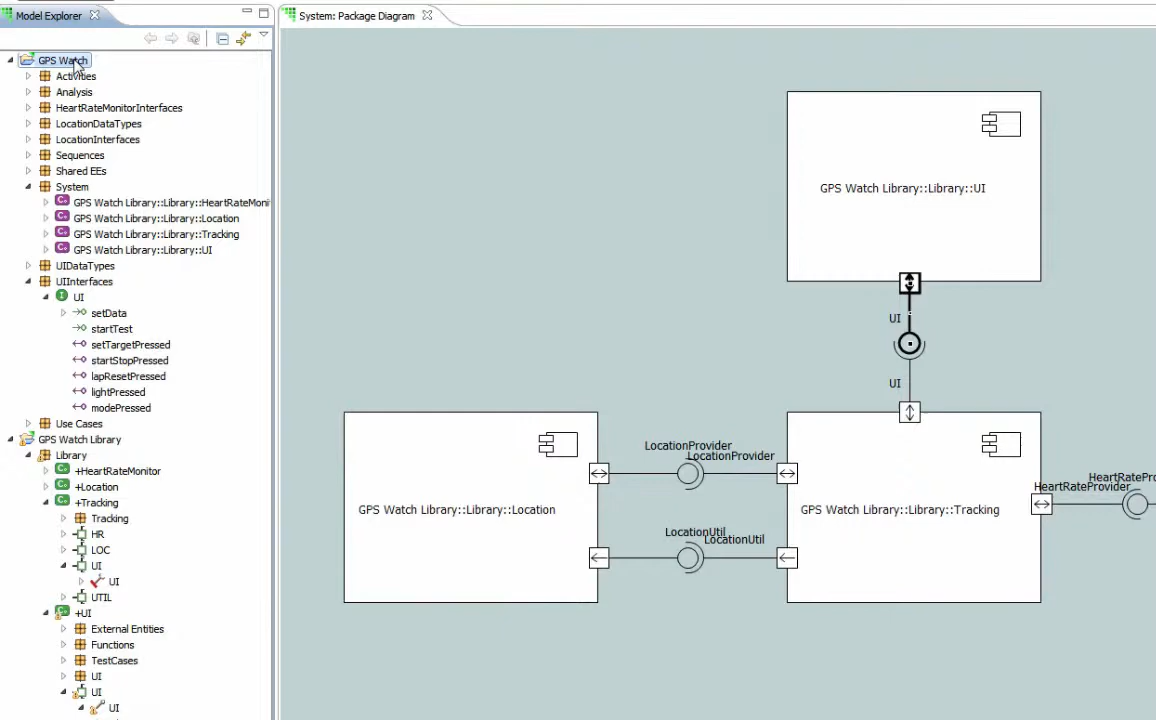 Model Explorer
GPS Watch
Activities
Analysis
HeartRateMonitorInterfaces
LocationDataTypes
LocationInterfaces
Sequences
Shared EEs
System
GPS Watch Library::Library::HeartRateMoni
GPS Watch Library::Library::Location
GPS Watch Library::Library::Tracking
GPS Watch Library::Library::UI
UIDataTypes
UIInterfaces
UI
setData
startTest
setTargetPressed
startStopPressed
lapResetPressed
lightPressed
modePressed
Use Cases
GPS Watch Library
Library
+HeartRateMonitor
+Location
+Tracking
Tracking
HR
LOC
UI
UI
UTIL
+UI
External Entities
Functions
TestCases
UI
UI
UI
System: Package Diagram
GPS Watch Library::Library::UI
UI
UI
LocationProvider
LocationProvider
GPS Watch Library::Library::Location
LocationUtil
LocationUtil
GPS Watch Library::Library::Tracking
HeartRatePro
HeartRateProvider